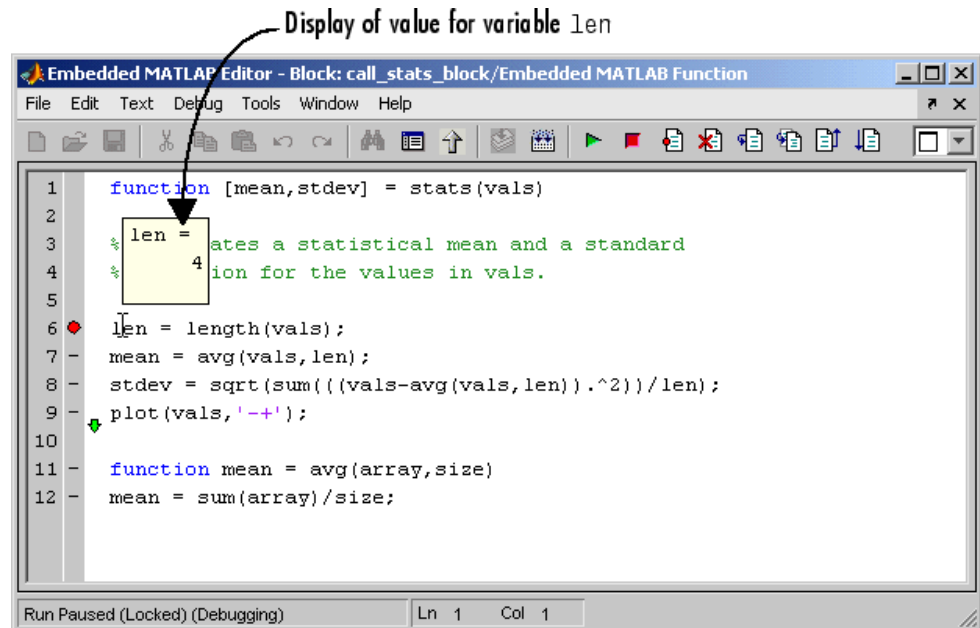 Display of value for variable len
Embedded MATLAB Editor - Block: call_stats_block/Embedded MATLAB Function
File Edit Text Debug Tools Window Help
1 function [mean,stdev] = stats(vals)
2
len =
3 % ates a statistical mean and a standard
4
4 % ion for the values in vals.
5
6 len = length(vals);
7 - mean = avg(vals,len);
8 - stdev = sqrt(sum(((vals-avg(vals,len)).^2))/len);
9 - plot(vals,'-+');
10
11 - function mean = avg(array,size)
12 - mean = sum(array)/size;
Run Paused (Locked) (Debugging) Ln 1 Col 1